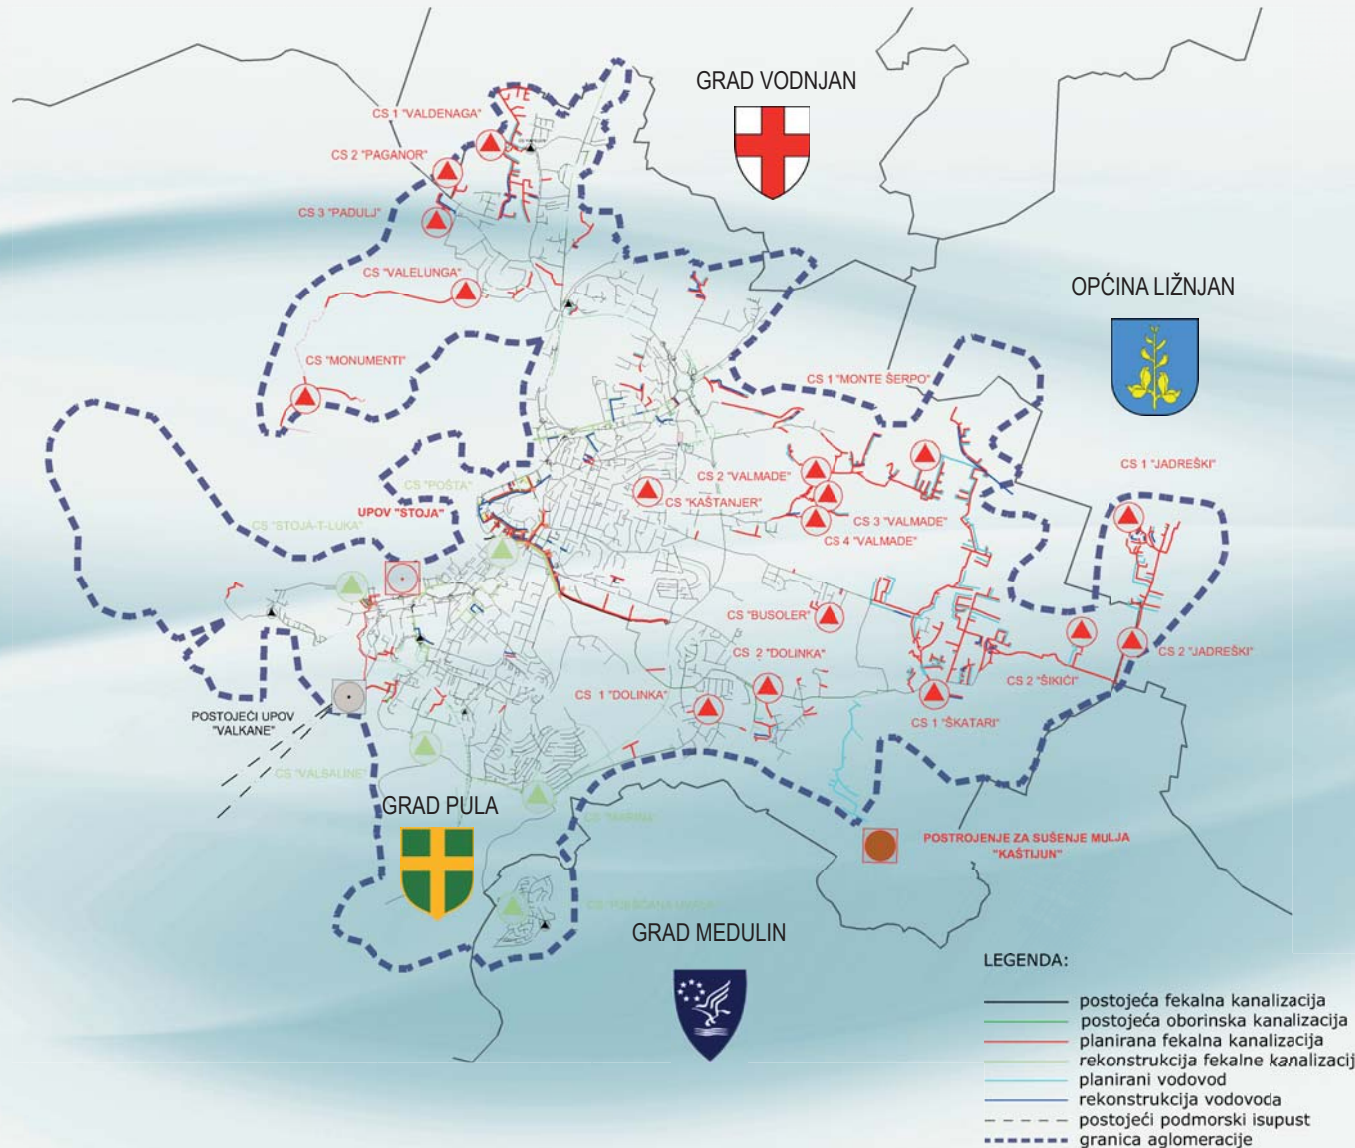 GRAD VODNJAN
CS 1 "VALDENAGA"
CS 2 "PAGANOR"
CS 3 "PADULJ"
CS "VALELUNGA"
OPĆINA LIŽNJAN
CS "MONUMENTI"
CS 1 "MONTE ŠERPO"
CS 1 "JADREŠKI"
CS "POŠTA"
CS 2 "VALMADE"
CS "KAŠTANJER"
UPOV "STOJA"
CS "STOJA-T-LUKA"
CS 3 "VALMADE"
CS 4 "VALMADE"
CS "BUSOLER"
CS 2 "DOLINKA"
CS 2 "JADREŠKI"
CS 2 "ŠIKIĆI"
CS 1 "DOLINKA"
CS 1 "ŠKATARI"
POSTOJEĆI UPOV
"VALKANE"
CS "VALSALINE"
GRAD PULA
CS "MARINA"
POSTROJENJE ZA SUŠENJE MULJA
"KAŠTIJUN"
CS "PJEŠČANA UVALA"
GRAD MEDULIN
LEGENDA:
postojeća fekalna kanalizacija
postojeća oborinska kanalizacija
planirana fekalna kanalizacija
rekonstrukcija fekalne kanalizacij
planirani vodovod
rekonstrukcija vodovoda
postojeći podmorski isupust
granica aglomeracije